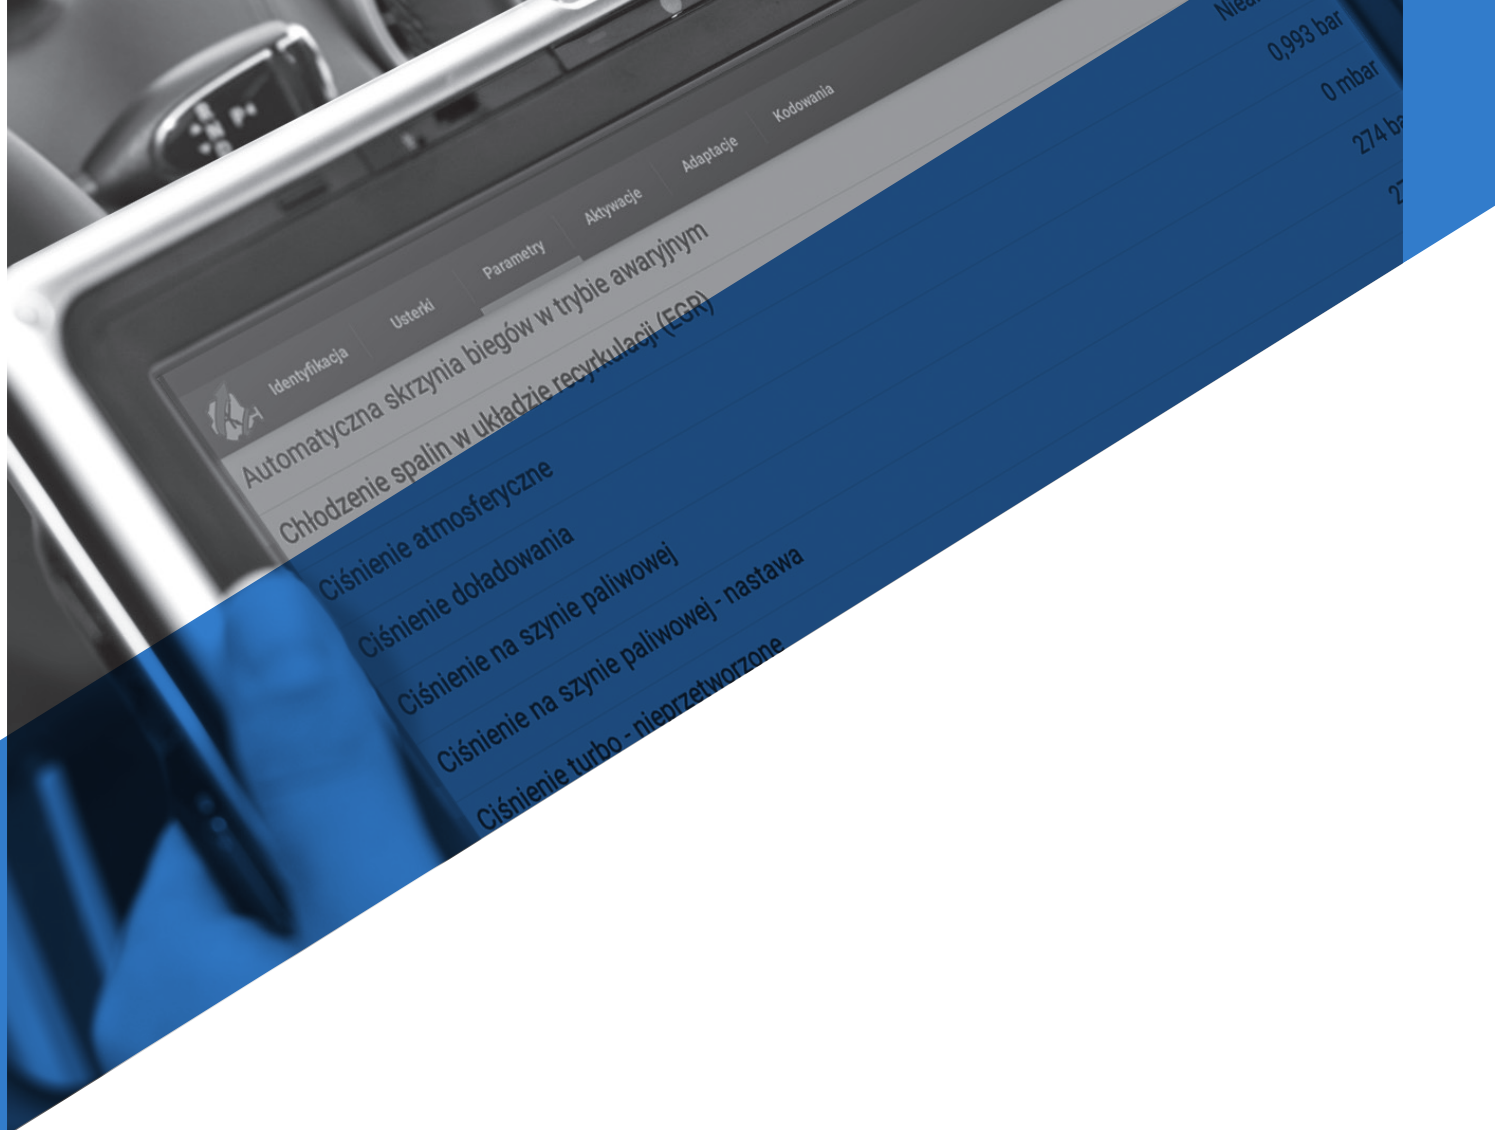 Identyfikacja
Usterki
Parametry
Aktywacje
Adaptacje
Kodowania
Automatyczna skrzynia biegów w trybie awaryjnym
Chłodzenie spalin w układzie recyrkulacji (EGR)
Ciśnienie atmosferyczne 0,993 bar
Ciśnienie doładowania 0 mbar
Ciśnienie na szynie paliwowej 274
Ciśnienie na szynie paliwowej - nastawa
Ciśnienie turbo - nieprzetworzone